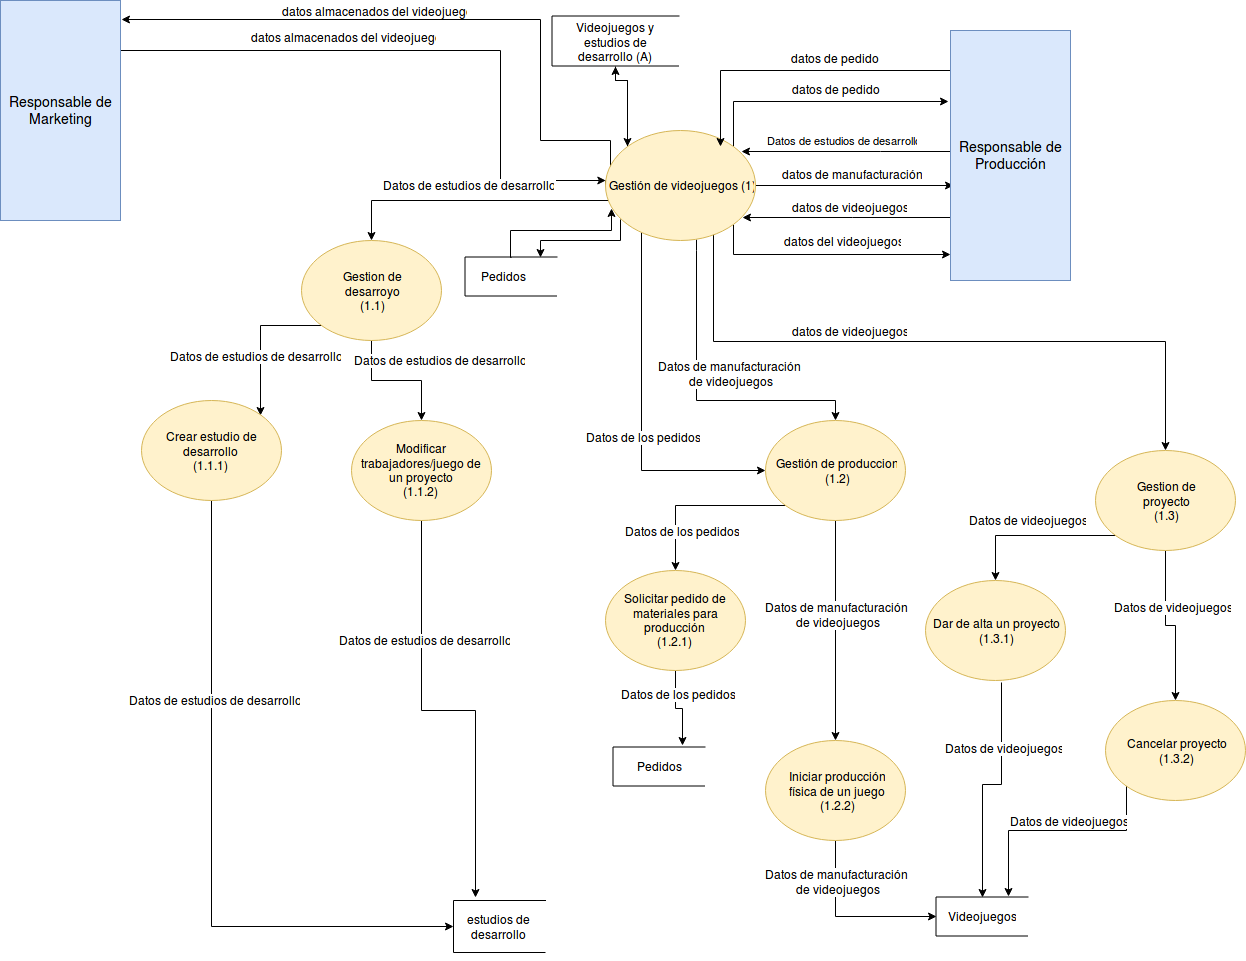 datos almacenados del videojueg
datos almacenados del videojueg
Responsable de
Marketing
Videojuegos y
estudios de
desarrollo (A)
datos de pedido
datos de pedido
Datos de estudios de desarroll
datos de manufacturación
datos de videojuegos
datos del videojuegos
Responsable de
Producción
Gestión de videojuegos (1)
Datos de estudios de desarrollo
Pedidos
Gestion de
desarroyo
(1.1)
Datos de estudios de desarrollo
Datos de estudios de desarrollo
datos de videojuegos
Datos de manufacturación
de videojuegos
Datos de los pedidos
Crear estudio de
desarrollo
(1.1.1)
Modificar
trabajadores/juego de
un proyecto
(1.1.2)
Gestión de produccion
(1.2)
Gestion de
proyecto
(1.3)
Datos de los pedidos
Datos de videojuegos
Solicitar pedido de
materiales para
producción
(1.2.1)
Datos de manufacturación
de videojuegos
Dar de alta un proyecto
(1.3.1)
Datos de videojuegos
Datos de estudios de desarrollo
Datos de estudios de desarrollo
Datos de los pedidos
Pedidos
Iniciar producción
física de un juego
(1.2.2)
Datos de videojuegos
Cancelar proyecto
(1.3.2)
Datos de videojuegos
Datos de manufacturación
de videojuegos
estudios de
desarrollo
Videojuegos